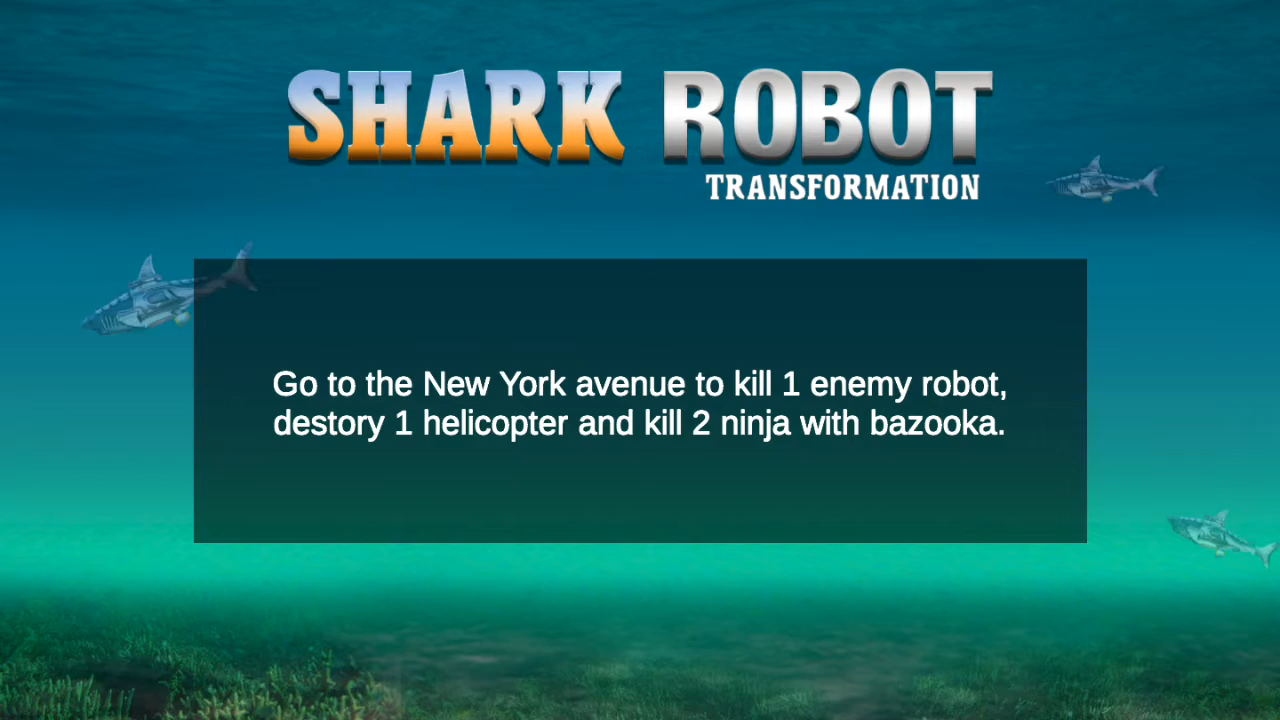 SHARK ROBOT
TRANSFORMATION
Go to the New York avenue to kill 1 enemy robot,
destory 1 helicopter and kill 2 ninja with bazooka.